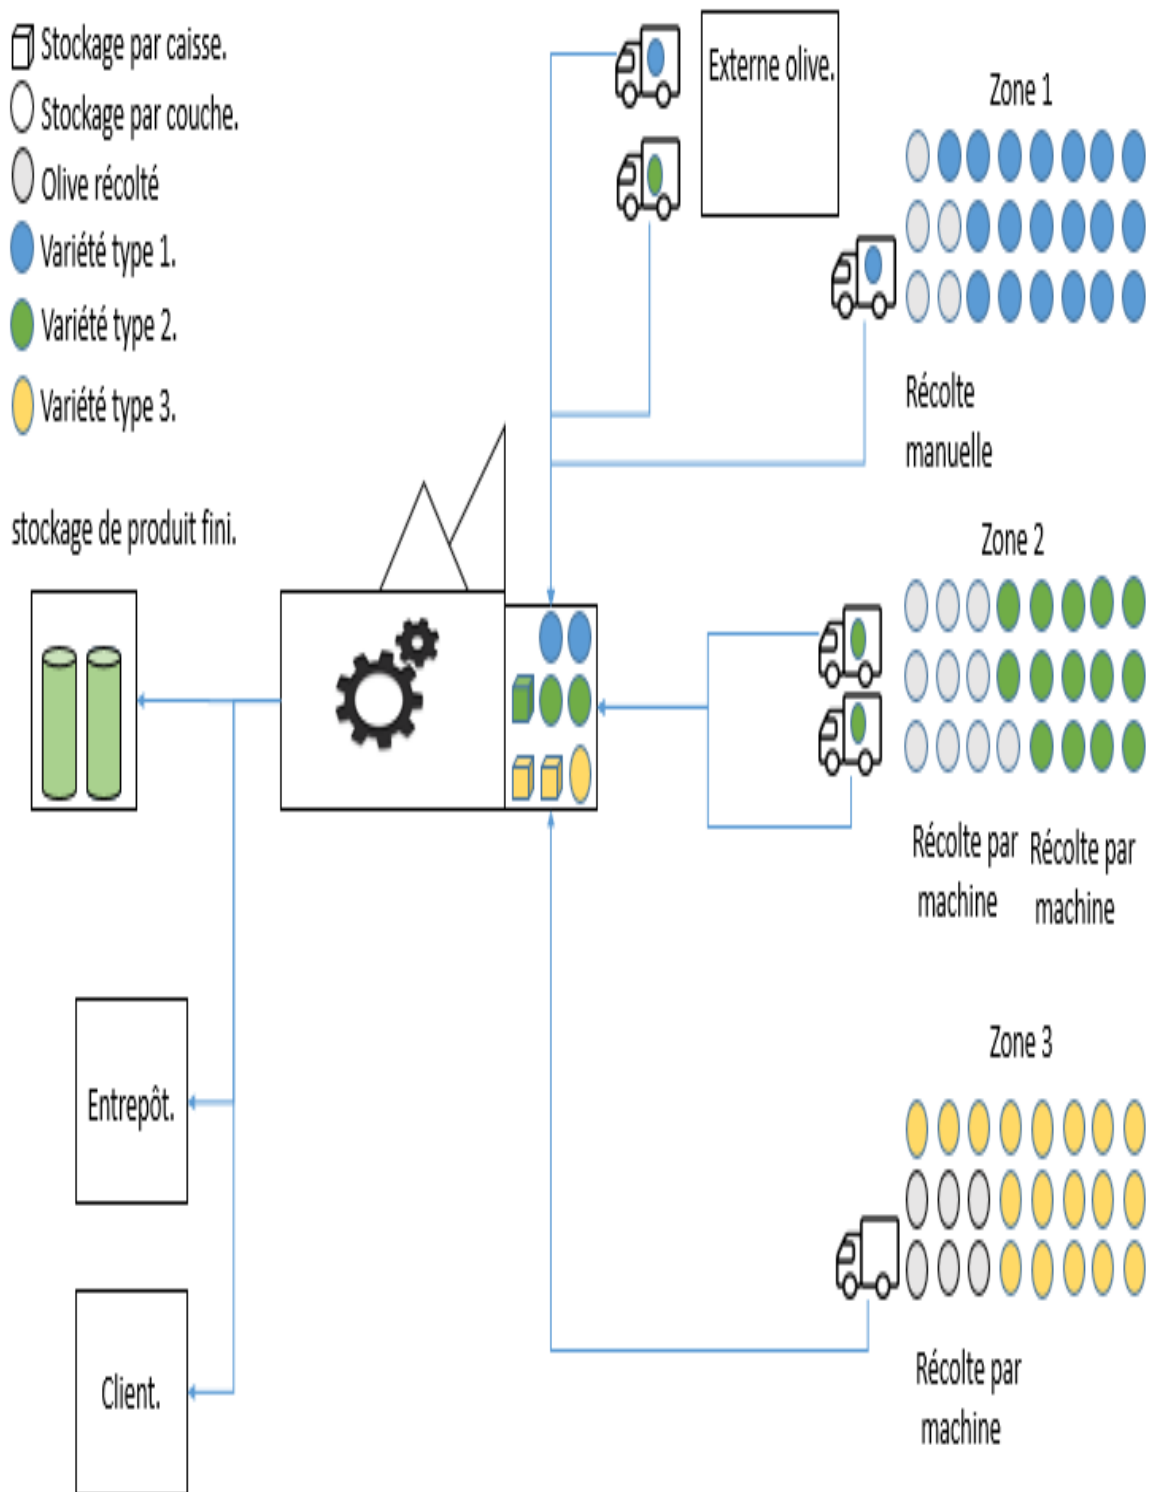 Stockage par caisse.
Stockage par couche.
Olive récolté
Variété type 1.
Variété type 2.
Variété type 3.
stockage de produit fini.
Externe olive.
Zone 1
Récolte
manuelle
Zone 2
Récolte par
machine
Récolte par
machine
Zone 3
Récolte par
machine
Entrepôt.
Client.